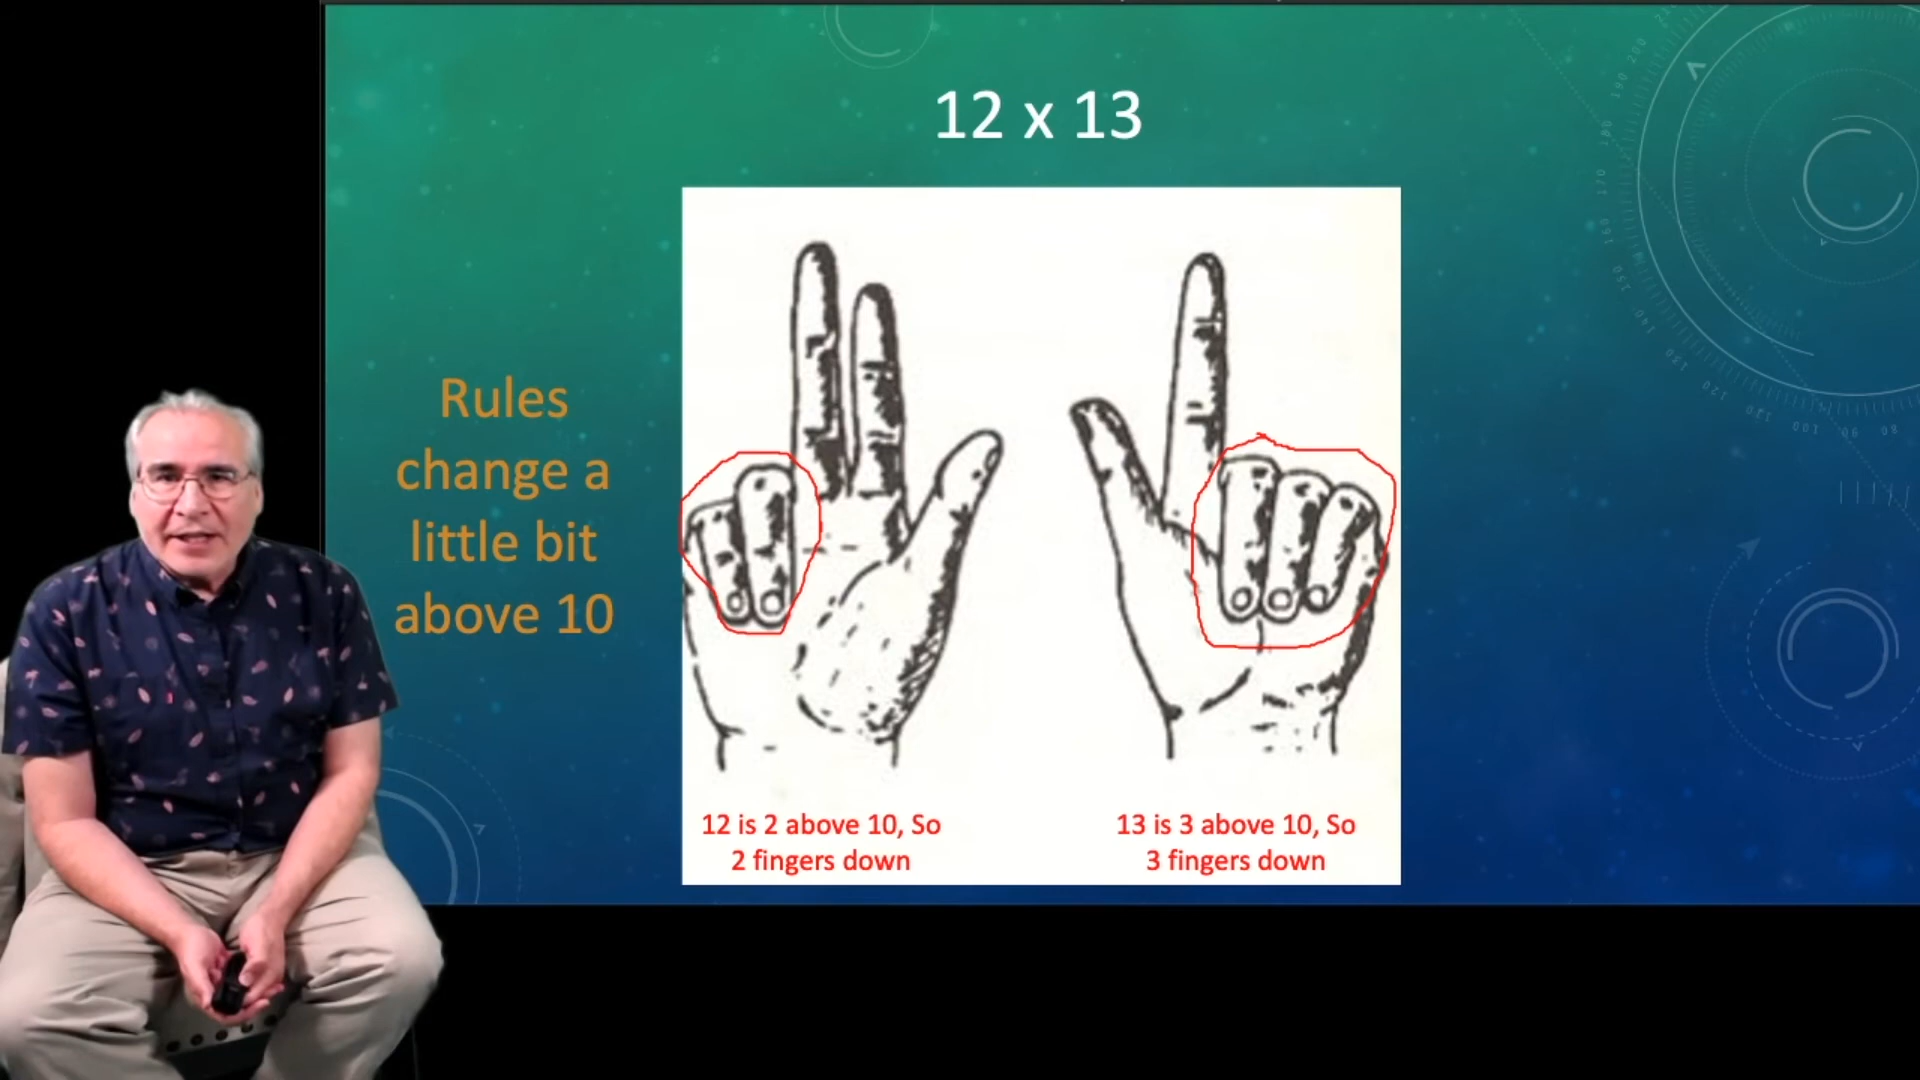 12 x 13
Rules
change a
little bit
above 10
12 is 2 above 10, So
2 fingers down
13 is 3 above 10, So
3 fingers down